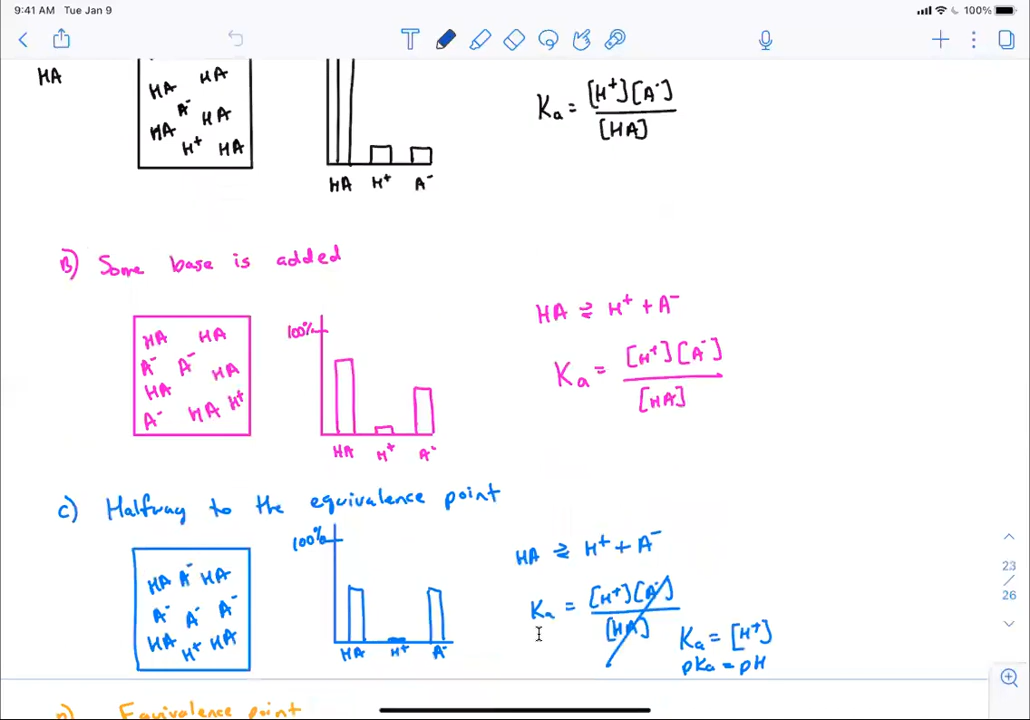 9:41 AM Tue Jan 9
100%
T
HA
HA HA
A⁻
HA HA
H⁺ HA
HA H⁺ A⁻
Ka = [H⁺][A⁻]
[HA]
B) Some base is added
HA HA
A⁻ A⁻ HA
HA
A⁻ HA H⁺
100%
HA H⁺ A⁻
HA ⇄ H⁺ + A⁻
Ka = [H⁺][A⁻]
[HA]
C) Halfway to the equivalence point
HA A⁻ HA
A⁻ A⁻ A⁻
HA H⁺ HA
100%
HA H⁺ A⁻
HA ⇄ H⁺ + A⁻
Ka = [H⁺][A⁻]
[HA]
Ka = [H⁺]
pKa = pH
23
/
26
D) Equivalence point